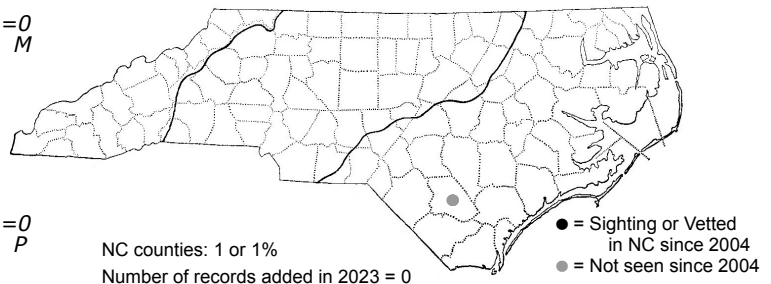 =0
M
=0
P
NC counties: 1 or 1%
Number of records added in 2023 = 0
● = Sighting or Vetted
in NC since 2004
● = Not seen since 2004